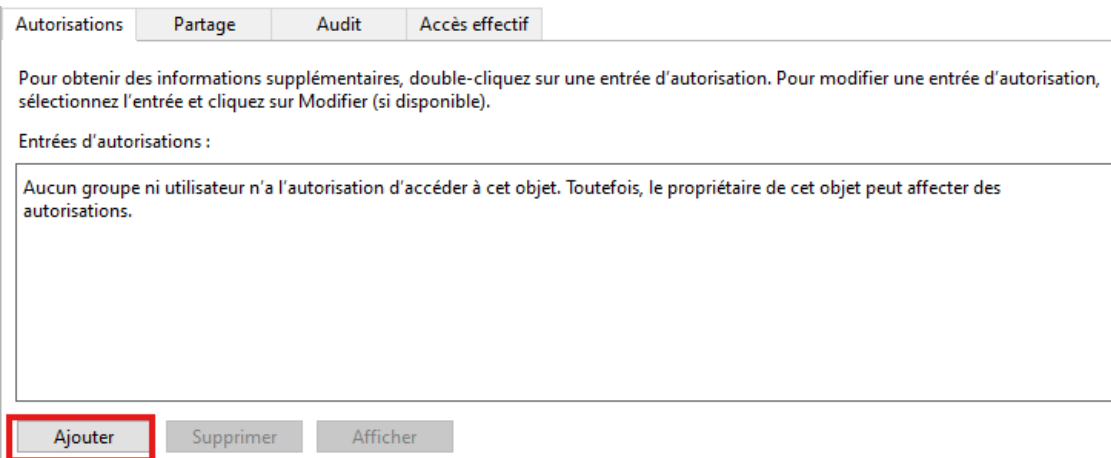 Autorisations Partage Audit Accès effectif
Pour obtenir des informations supplémentaires, double-cliquez sur une entrée d’autorisation. Pour modifier une entrée d’autorisation,
sélectionnez l’entrée et cliquez sur Modifier (si disponible).
Entrées d’autorisations :
Aucun groupe ni utilisateur n’a l’autorisation d’accéder à cet objet. Toutefois, le propriétaire de cet objet peut affecter des
autorisations.
Ajouter Supprimer Afficher